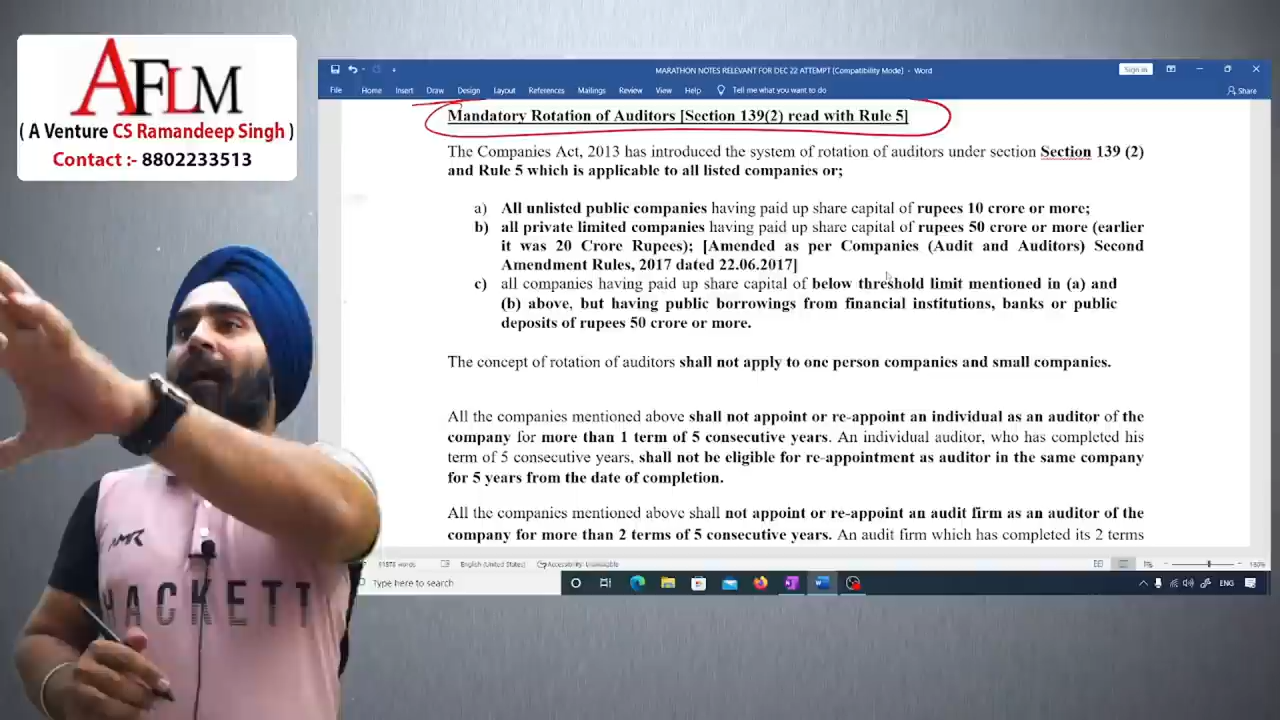 AFLM
( A Venture CS Ramandeep Singh )
Contact :- 8802233513
MARATHON NOTES RELEVANT FOR DEC 22 ATTEMPT [Compatibility Mode] - Word
Sign in
File Home Insert Draw Design Layout References Mailings Review View Help Tell me what you want to do
Share
Mandatory Rotation of Auditors [Section 139(2) read with Rule 5]
The Companies Act, 2013 has introduced the system of rotation of auditors under section Section 139 (2)
and Rule 5 which is applicable to all listed companies or;
a) All unlisted public companies having paid up share capital of rupees 10 crore or more;
b) all private limited companies having paid up share capital of rupees 50 crore or more (earlier
it was 20 Crore Rupees); [Amended as per Companies (Audit and Auditors) Second
Amendment Rules, 2017 dated 22.06.2017]
c) all companies having paid up share capital of below threshold limit mentioned in (a) and
(b) above, but having public borrowings from financial institutions, banks or public
deposits of rupees 50 crore or more.
The concept of rotation of auditors shall not apply to one person companies and small companies.
All the companies mentioned above shall not appoint or re-appoint an individual as an auditor of the
company for more than 1 term of 5 consecutive years. An individual auditor, who has completed his
term of 5 consecutive years, shall not be eligible for re-appointment as auditor in the same company
for 5 years from the date of completion.
All the companies mentioned above shall not appoint or re-appoint an audit firm as an auditor of the
company for more than 2 terms of 5 consecutive years. An audit firm which has completed its 2 terms
words English (United States) Accessibility:
Type here to search
HACKETT